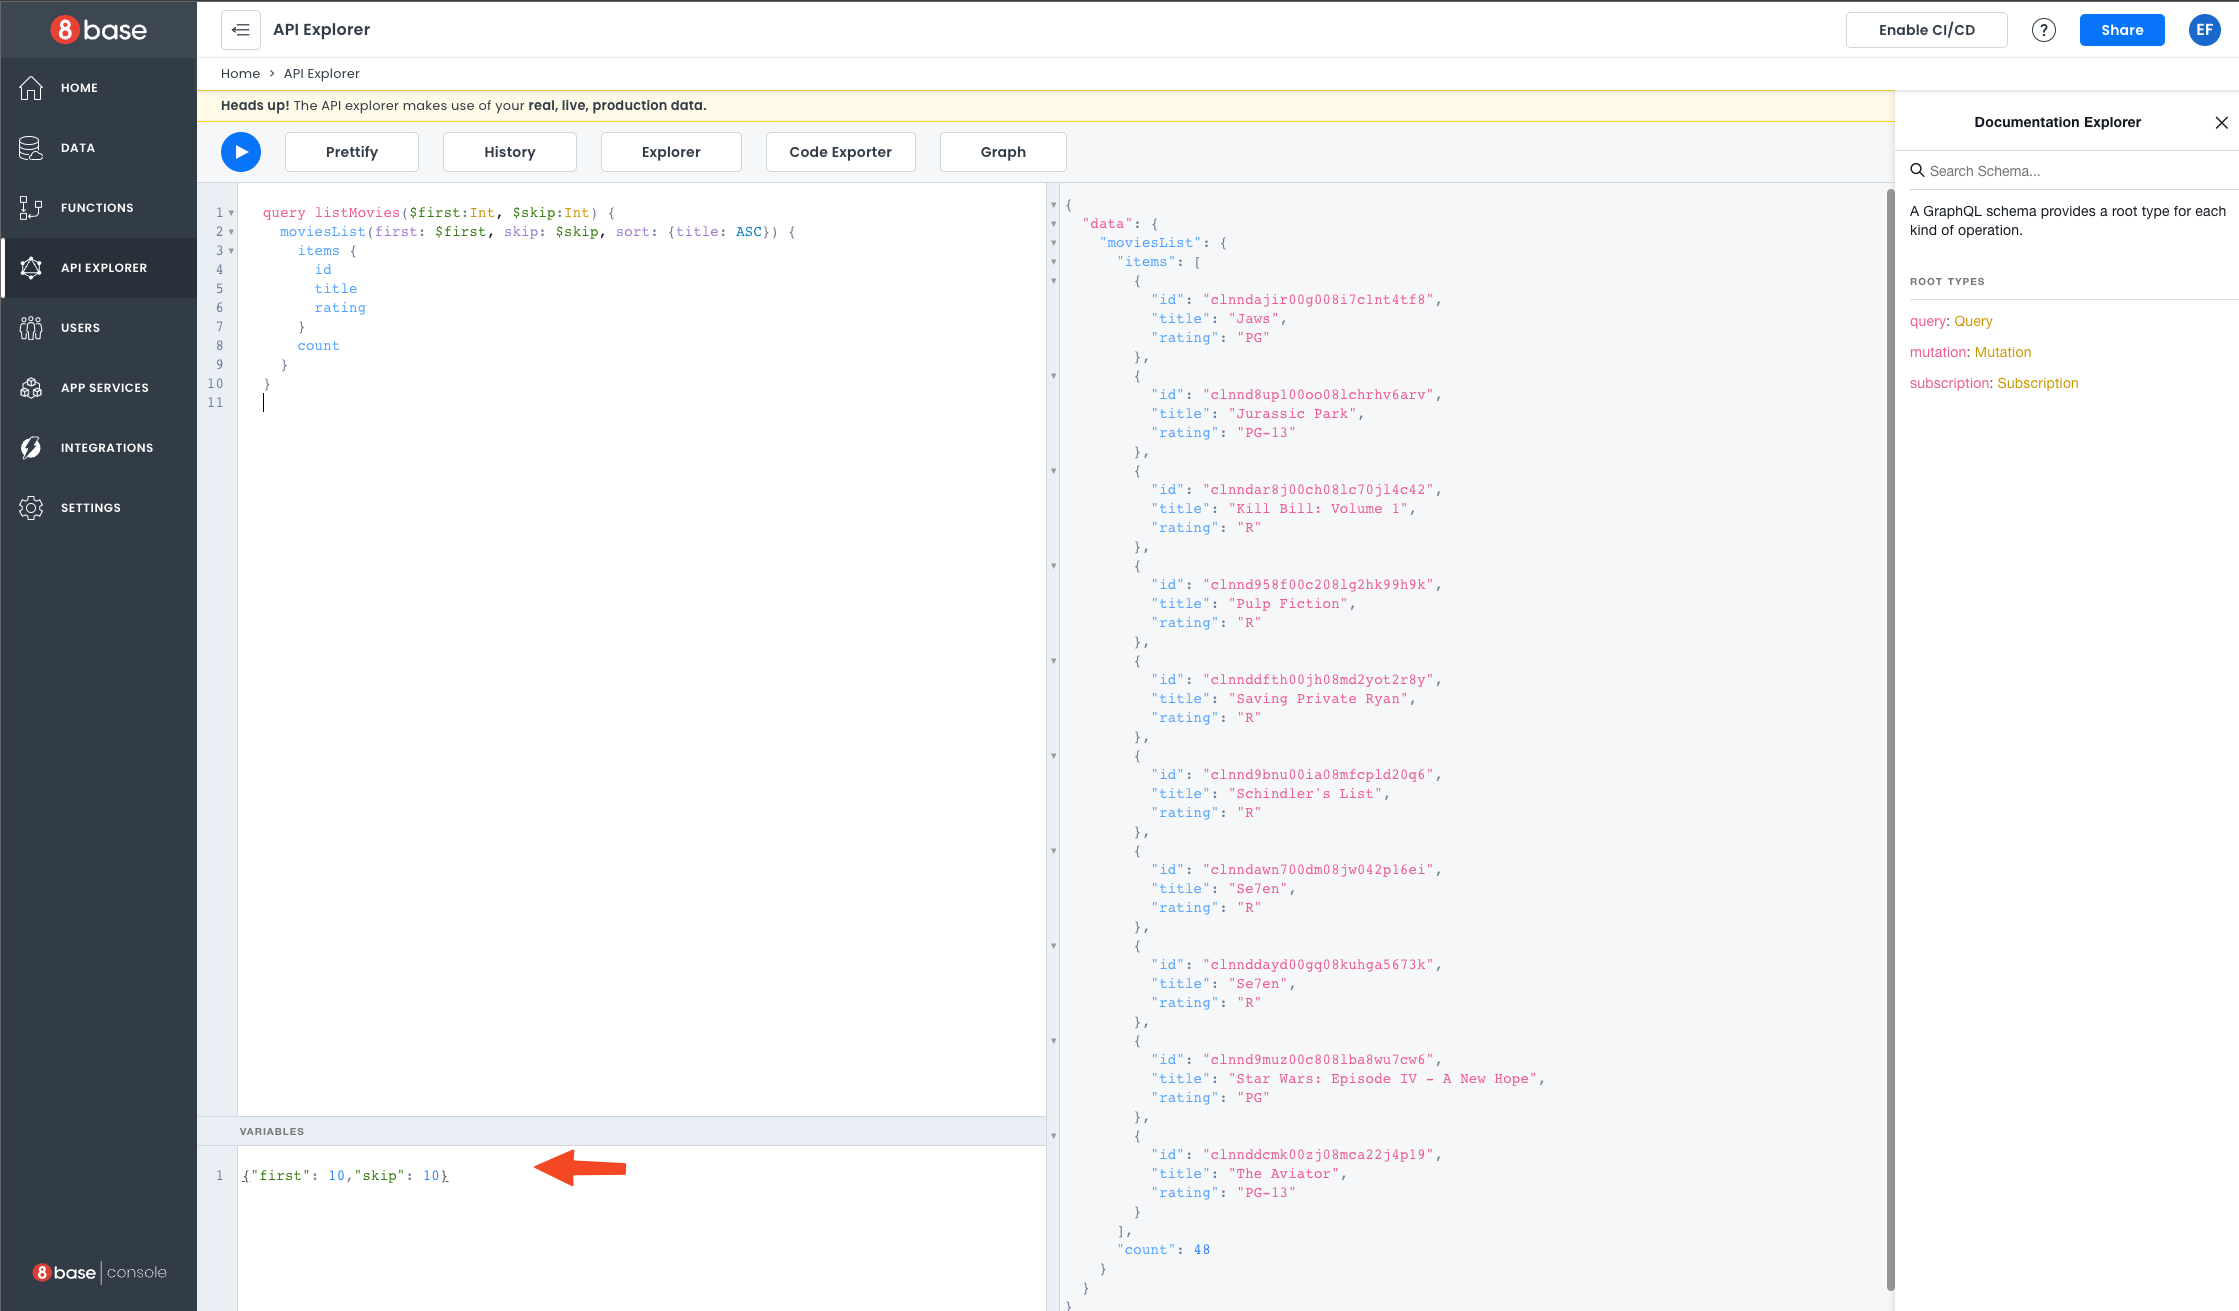 8base
API Explorer
Enable CI/CD
?
Share
EF
Home > API Explorer
Heads up! The API explorer makes use of your real, live, production data.
HOME
DATA
FUNCTIONS
API EXPLORER
USERS
APP SERVICES
INTEGRATIONS
SETTINGS
8base console
Prettify
History
Explorer
Code Exporter
Graph
1 query listMovies($first:Int, $skip:Int) {
2 moviesList(first: $first, skip: $skip, sort: {title: ASC}) {
3 items {
4 id
5 title
6 rating
7 }
8 count
9 }
10 }
11
VARIABLES
1 {"first": 10,"skip": 10}
{
"data": {
"moviesList": {
"items": [
{
"id": "clnndajir00g008i7c1nt4tf8",
"title": "Jaws",
"rating": "PG"
},
{
"id": "clnnd8up100oo08lchrhv6arv",
"title": "Jurassic Park",
"rating": "PG-13"
},
{
"id": "clnndar8j00ch08lc70jl4c42",
"title": "Kill Bill: Volume 1",
"rating": "R"
},
{
"id": "clnnd958f00c208lg2hk99h9k",
"title": "Pulp Fiction",
"rating": "R"
},
{
"id": "clnnddfth00jh08md2yot2r8y",
"title": "Saving Private Ryan",
"rating": "R"
},
{
"id": "clnnd9bnu00ia08mfcpld20q6",
"title": "Schindler's List",
"rating": "R"
},
{
"id": "clnndawn700dm08jw042p16ei",
"title": "Se7en",
"rating": "R"
},
{
"id": "clnnddayd00gq08kuhga5673k",
"title": "Se7en",
"rating": "R"
},
{
"id": "clnnd9muz00c808lba8wu7cw6",
"title": "Star Wars: Episode IV - A New Hope",
"rating": "PG"
},
{
"id": "clnnddcmk00zj08mca22j4p19",
"title": "The Aviator",
"rating": "PG-13"
}
],
"count": 48
}
}
}
Documentation Explorer
Search Schema...
A GraphQL schema provides a root type for each
kind of operation.
ROOT TYPES
query: Query
mutation: Mutation
subscription: Subscription